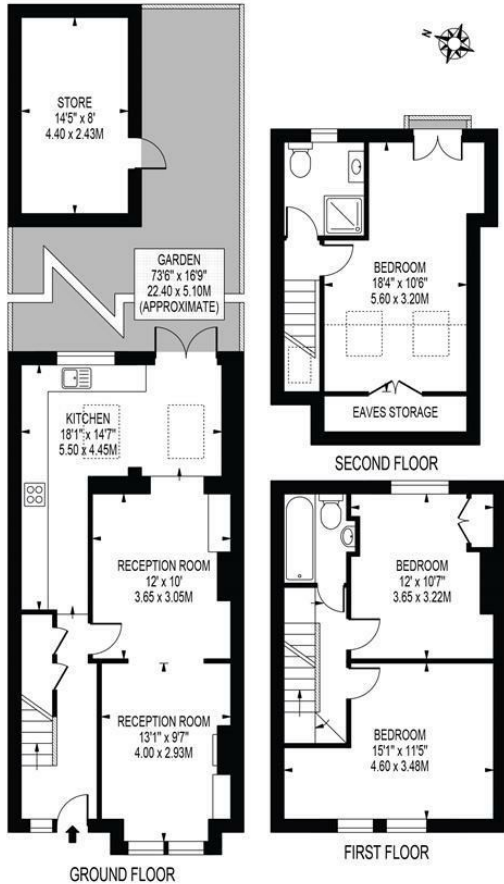 N
STORE
14'5" x 8'
4.40 x 2.43M
GARDEN
73'6" x 16'9"
22.40 x 5.10M
(APPROXIMATE)
BEDROOM
18'4" x 10'6"
5.60 x 3.20M
EAVES STORAGE
SECOND FLOOR
KITCHEN
18'1" x 14'7"
5.50 x 4.45M
RECEPTION ROOM
12' x 10'
3.65 x 3.05M
RECEPTION ROOM
13'1" x 9'7"
4.00 x 2.93M
GROUND FLOOR
BEDROOM
12' x 10'7"
3.65 x 3.22M
BEDROOM
15'1" x 11'5"
4.60 x 3.48M
FIRST FLOOR